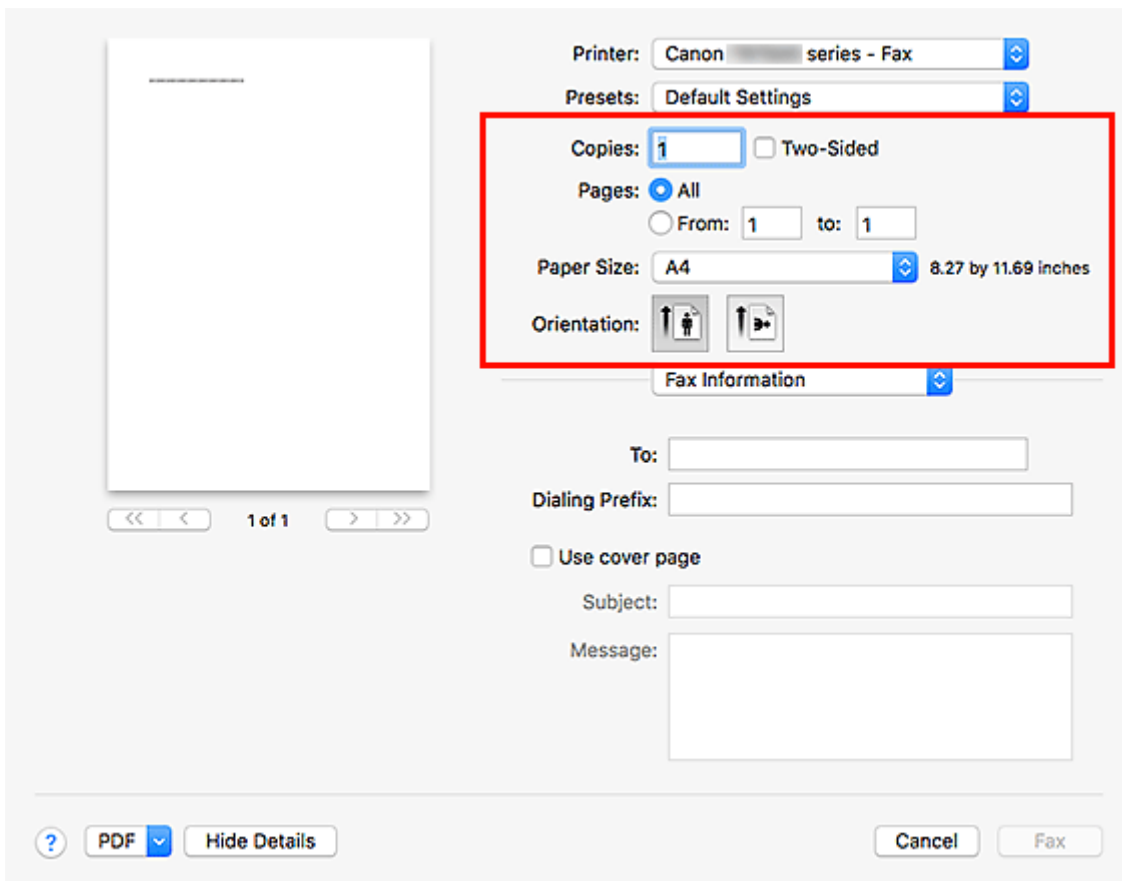 Printer: Canon series - Fax
Presets: Default Settings
Copies: 1 Two-Sided
Pages: All
From: 1 to: 1
Paper Size: A4 8.27 by 11.69 inches
Orientation:
Fax Information
To:
Dialing Prefix:
<< < 1 of 1 > >>
Use cover page
Subject:
Message:
? PDF Hide Details Cancel Fax